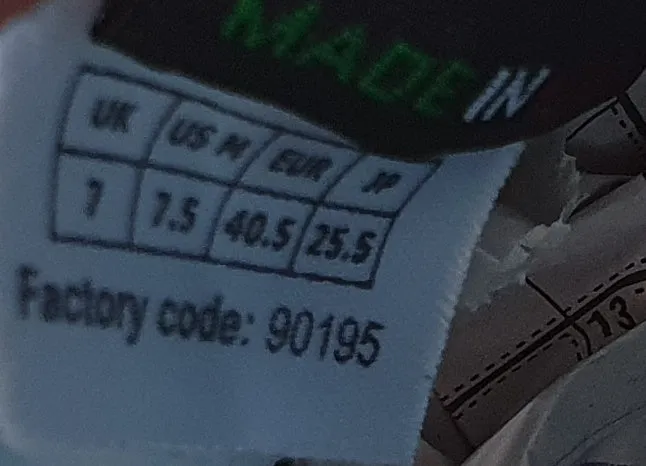 MADE IN
UK US M EUR JP
7 7.5 40.5 25.5
Factory code: 90195
13